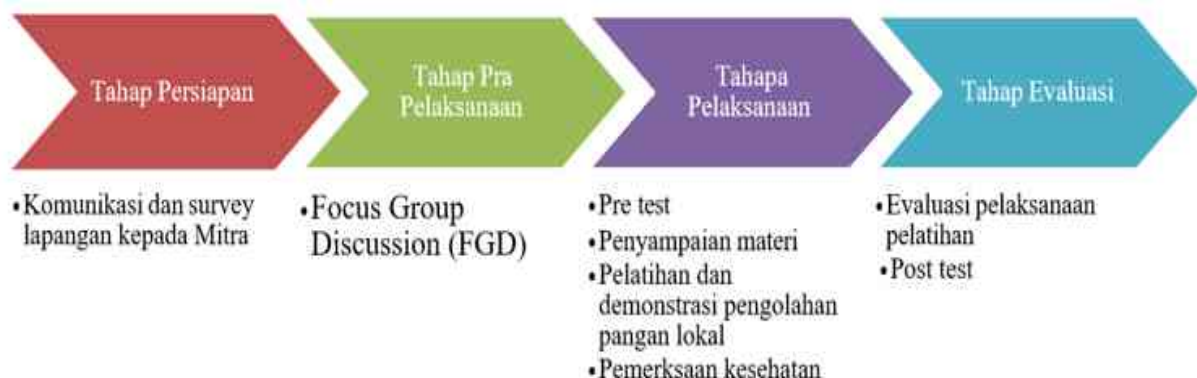 Tahap Persiapan
Tahap Pra
Pelaksanaan
Tahapa
Pelaksanaan
Tahap Evaluasi
•Komunikasi dan survey
lapangan kepada Mitra
•Focus Group
Discussion (FGD)
•Pre test
•Penyampaian materi
•Pelatihan dan
demonstrasi pengolahan
pangan lokal
•Pemerksaan kesehatan
•Evaluasi pelaksanaan
pelatihan
•Post test